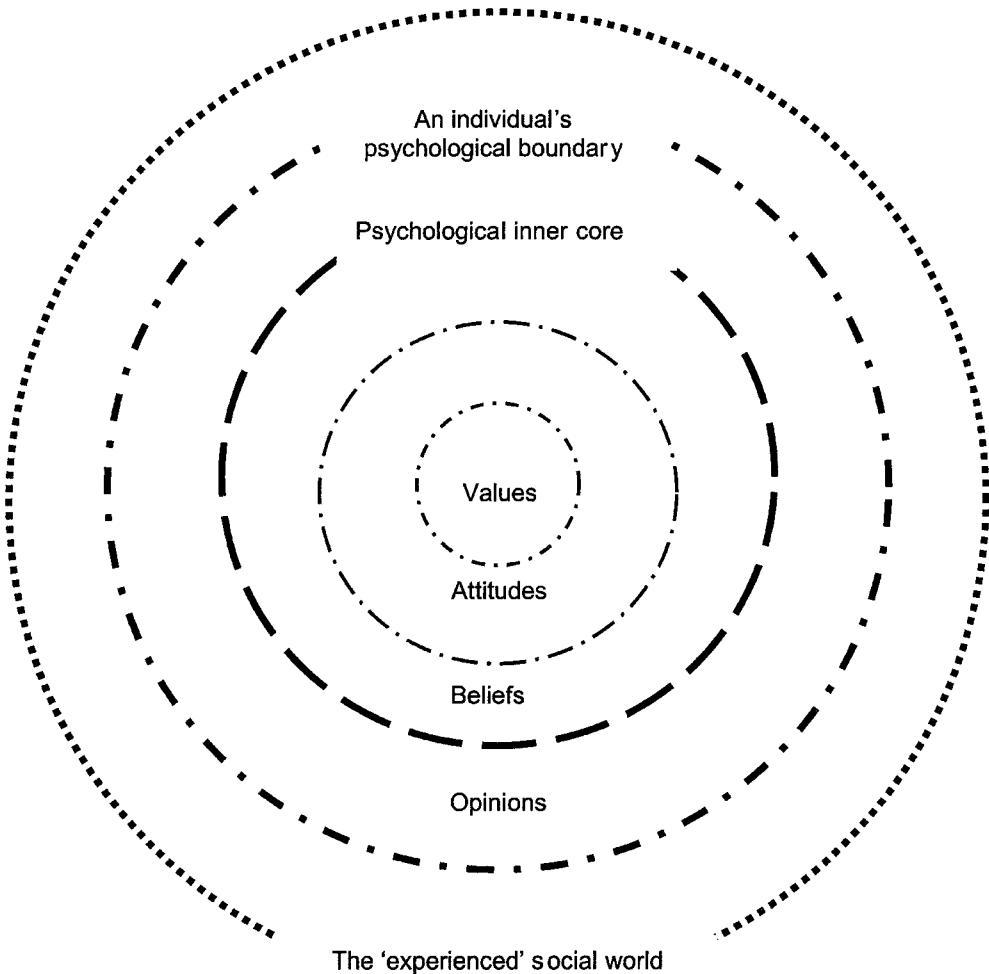 An individual's
psychological boundary
Psychological inner core
Values
Attitudes
Beliefs
Opinions
The ‘experienced’ social world